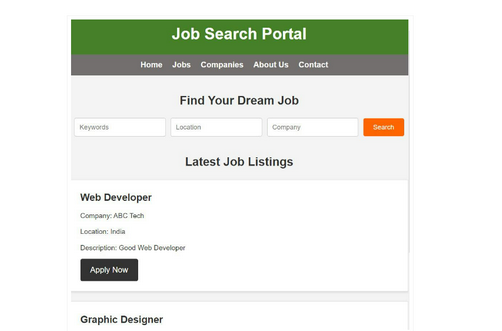 Job Search Portal
Home Jobs Companies About Us Contact
Find Your Dream Job
Keywords Location Company Search
Latest Job Listings
Web Developer
Company: ABC Tech
Location: India
Description: Good Web Developer
Apply Now
Graphic Designer